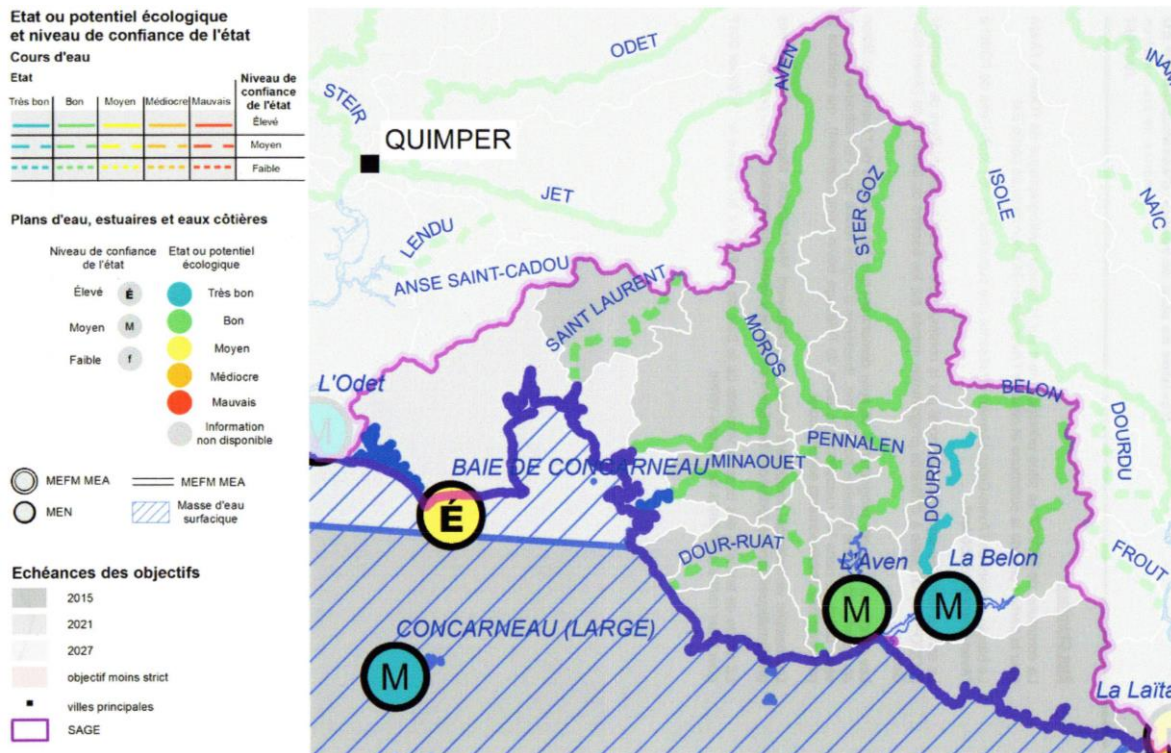 Etat ou potentiel écologique
et niveau de confiance de l'état
Cours d'eau
Etat
Très bon
Bon
Moyen
Médiocre
Mauvais
Niveau de
confiance
de l'état
Élevé
Moyen
Faible
Plans d'eau, estuaires et eaux côtières
Niveau de confiance
de l'état
Etat ou potentiel
écologique
Élevé
É
Très bon
Moyen
M
Bon
Faible
f
Moyen
Médiocre
Mauvais
Information
non disponible
MEFM MEA
MEFM MEA
MEN
Masse d'eau
surfacique
Echéances des objectifs
2015
2021
2027
objectif moins strict
villes principales
SAGE
ODET
AVEN
STEIR
QUIMPER
JET
LENDU
ANSE SAINT-CADOU
SAINT LAURENT
STER GOZ
ISOLE
NAIC
MOROS
L'Odet
M
BELON
DOURDU
PENNALEN
MINAOUET
BAIE DE CONCARNEAU
DOURDU
É
DOUR-RUAT
L'Aven
La Belon
FROUT
M
M
CONCARNEAU (LARGE)
M
La Laïta